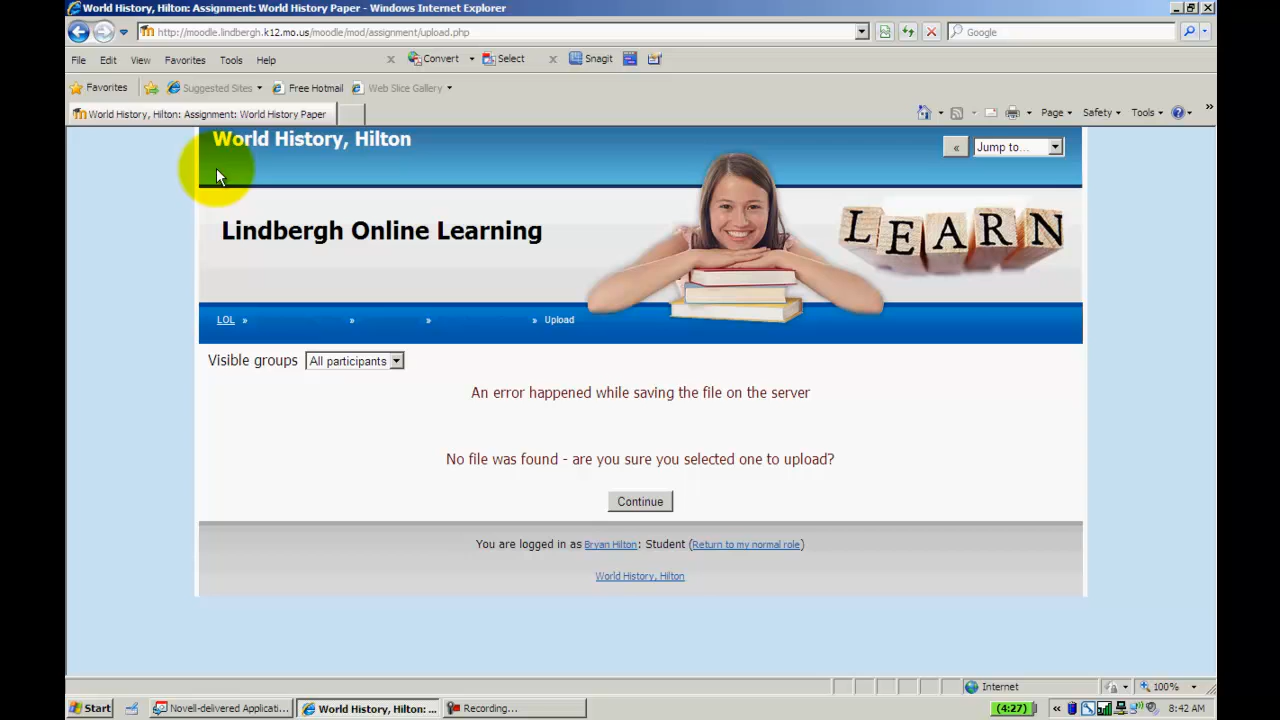 World History, Hilton: Assignment: World History Paper - Windows Internet Explorer
http://moodle.lindbergh.k12.mo.us/moodle/mod/assignment/upload.php
Google
File Edit View Favorites Tools Help
x Convert Select x Snagit
Favorites Suggested Sites Free Hotmail Web Slice Gallery
World History, Hilton: Assignment: World History Paper
Page Safety Tools »
World History, Hilton
« Jump to...
Lindbergh Online Learning
LEARN
LOL » » » » Upload
Visible groups All participants
An error happened while saving the file on the server
No file was found - are you sure you selected one to upload?
Continue
You are logged in as Bryan Hilton: Student (Return to my normal role)
World History, Hilton
Internet 100%
Start Novell-delivered Applicati... World History, Hilton: ... Recording... (4:27) « 8:42 AM